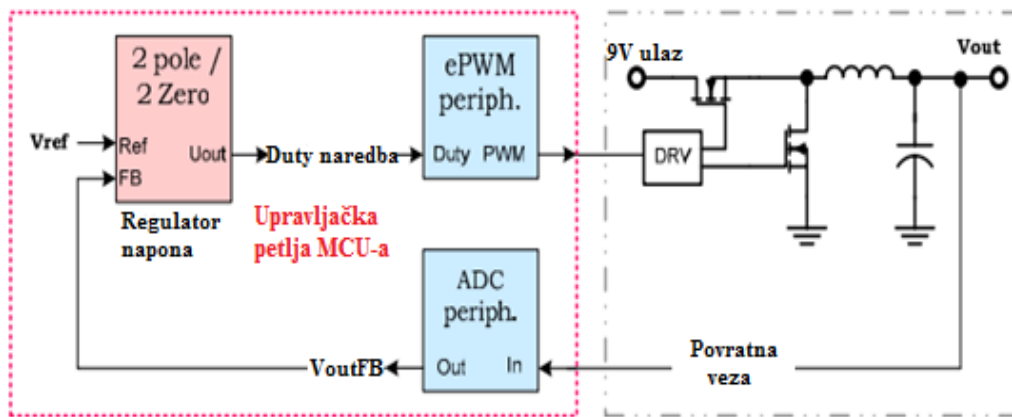 2 pole /
2 Zero
Vref
Ref
Uout
FB
Regulator
napona
Duty naredba
Upravljačka
petlja MCU-a
ePWM
periph.
Duty PWM
ADC
periph.
Out In
VoutFB
9V ulaz
Vout
DRV
Povratna
veza